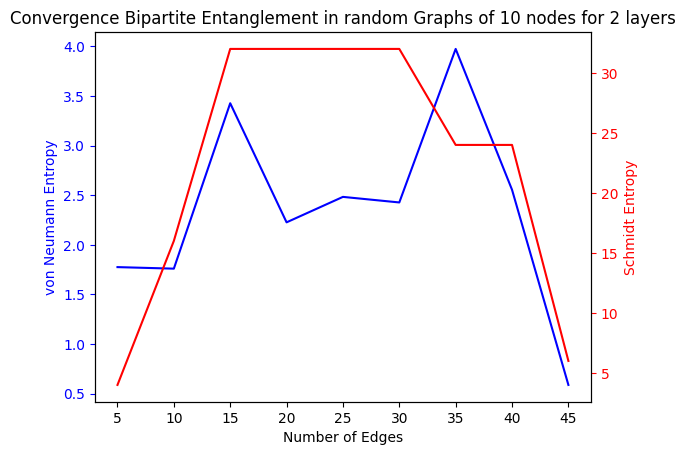 Convergence Bipartite Entanglement in random Graphs of 10 nodes for 2 layers
4.0
3.5
3.0
2.5
2.0
1.5
1.0
0.5
von Neumann Entropy
30
25
20
15
10
5
Schmidt Entropy
5 10 15 20 25 30 35 40 45
Number of Edges